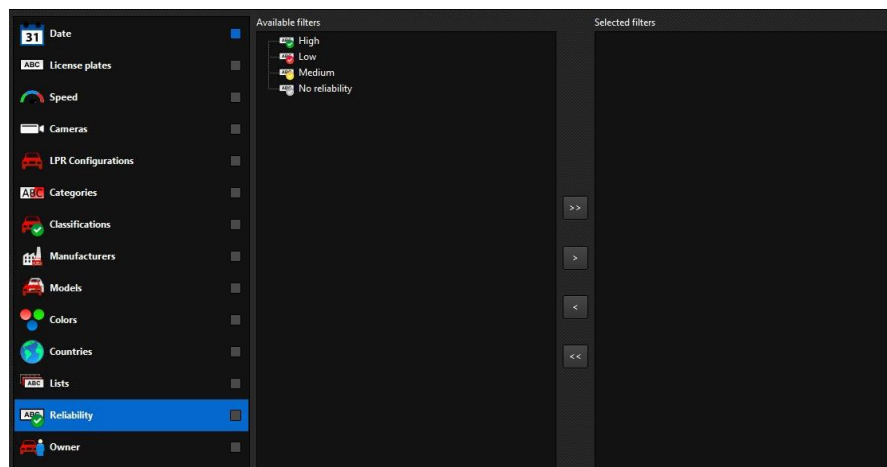 31 Date
ABC License plates
Speed
Cameras
LPR Configurations
ABC Categories
Classifications
Manufacturers
Models
Colors
Countries
ABC Lists
ABC Reliability
Owner
Available filters
High
Low
Medium
No reliability
>>
>
<
<<
Selected filters